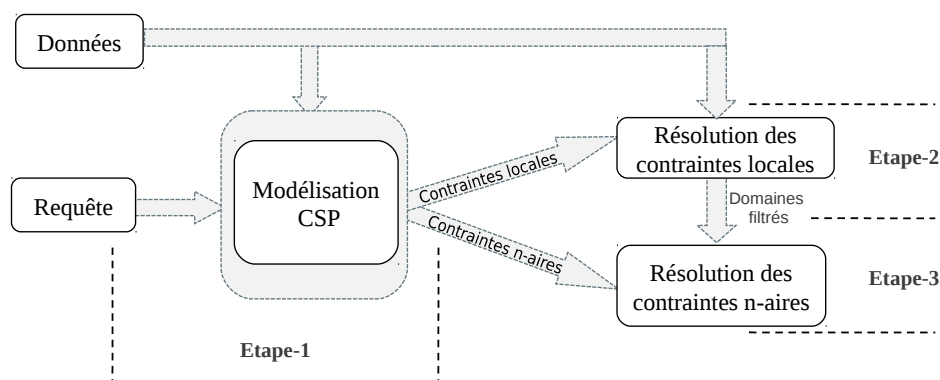 Données
Requête
Modélisation
CSP
Contraintes locales
Contraintes n-aires
Résolution des
contraintes locales
Domaines
filtrés
Résolution des
contraintes n-aires
Etape-1
Etape-2
Etape-3